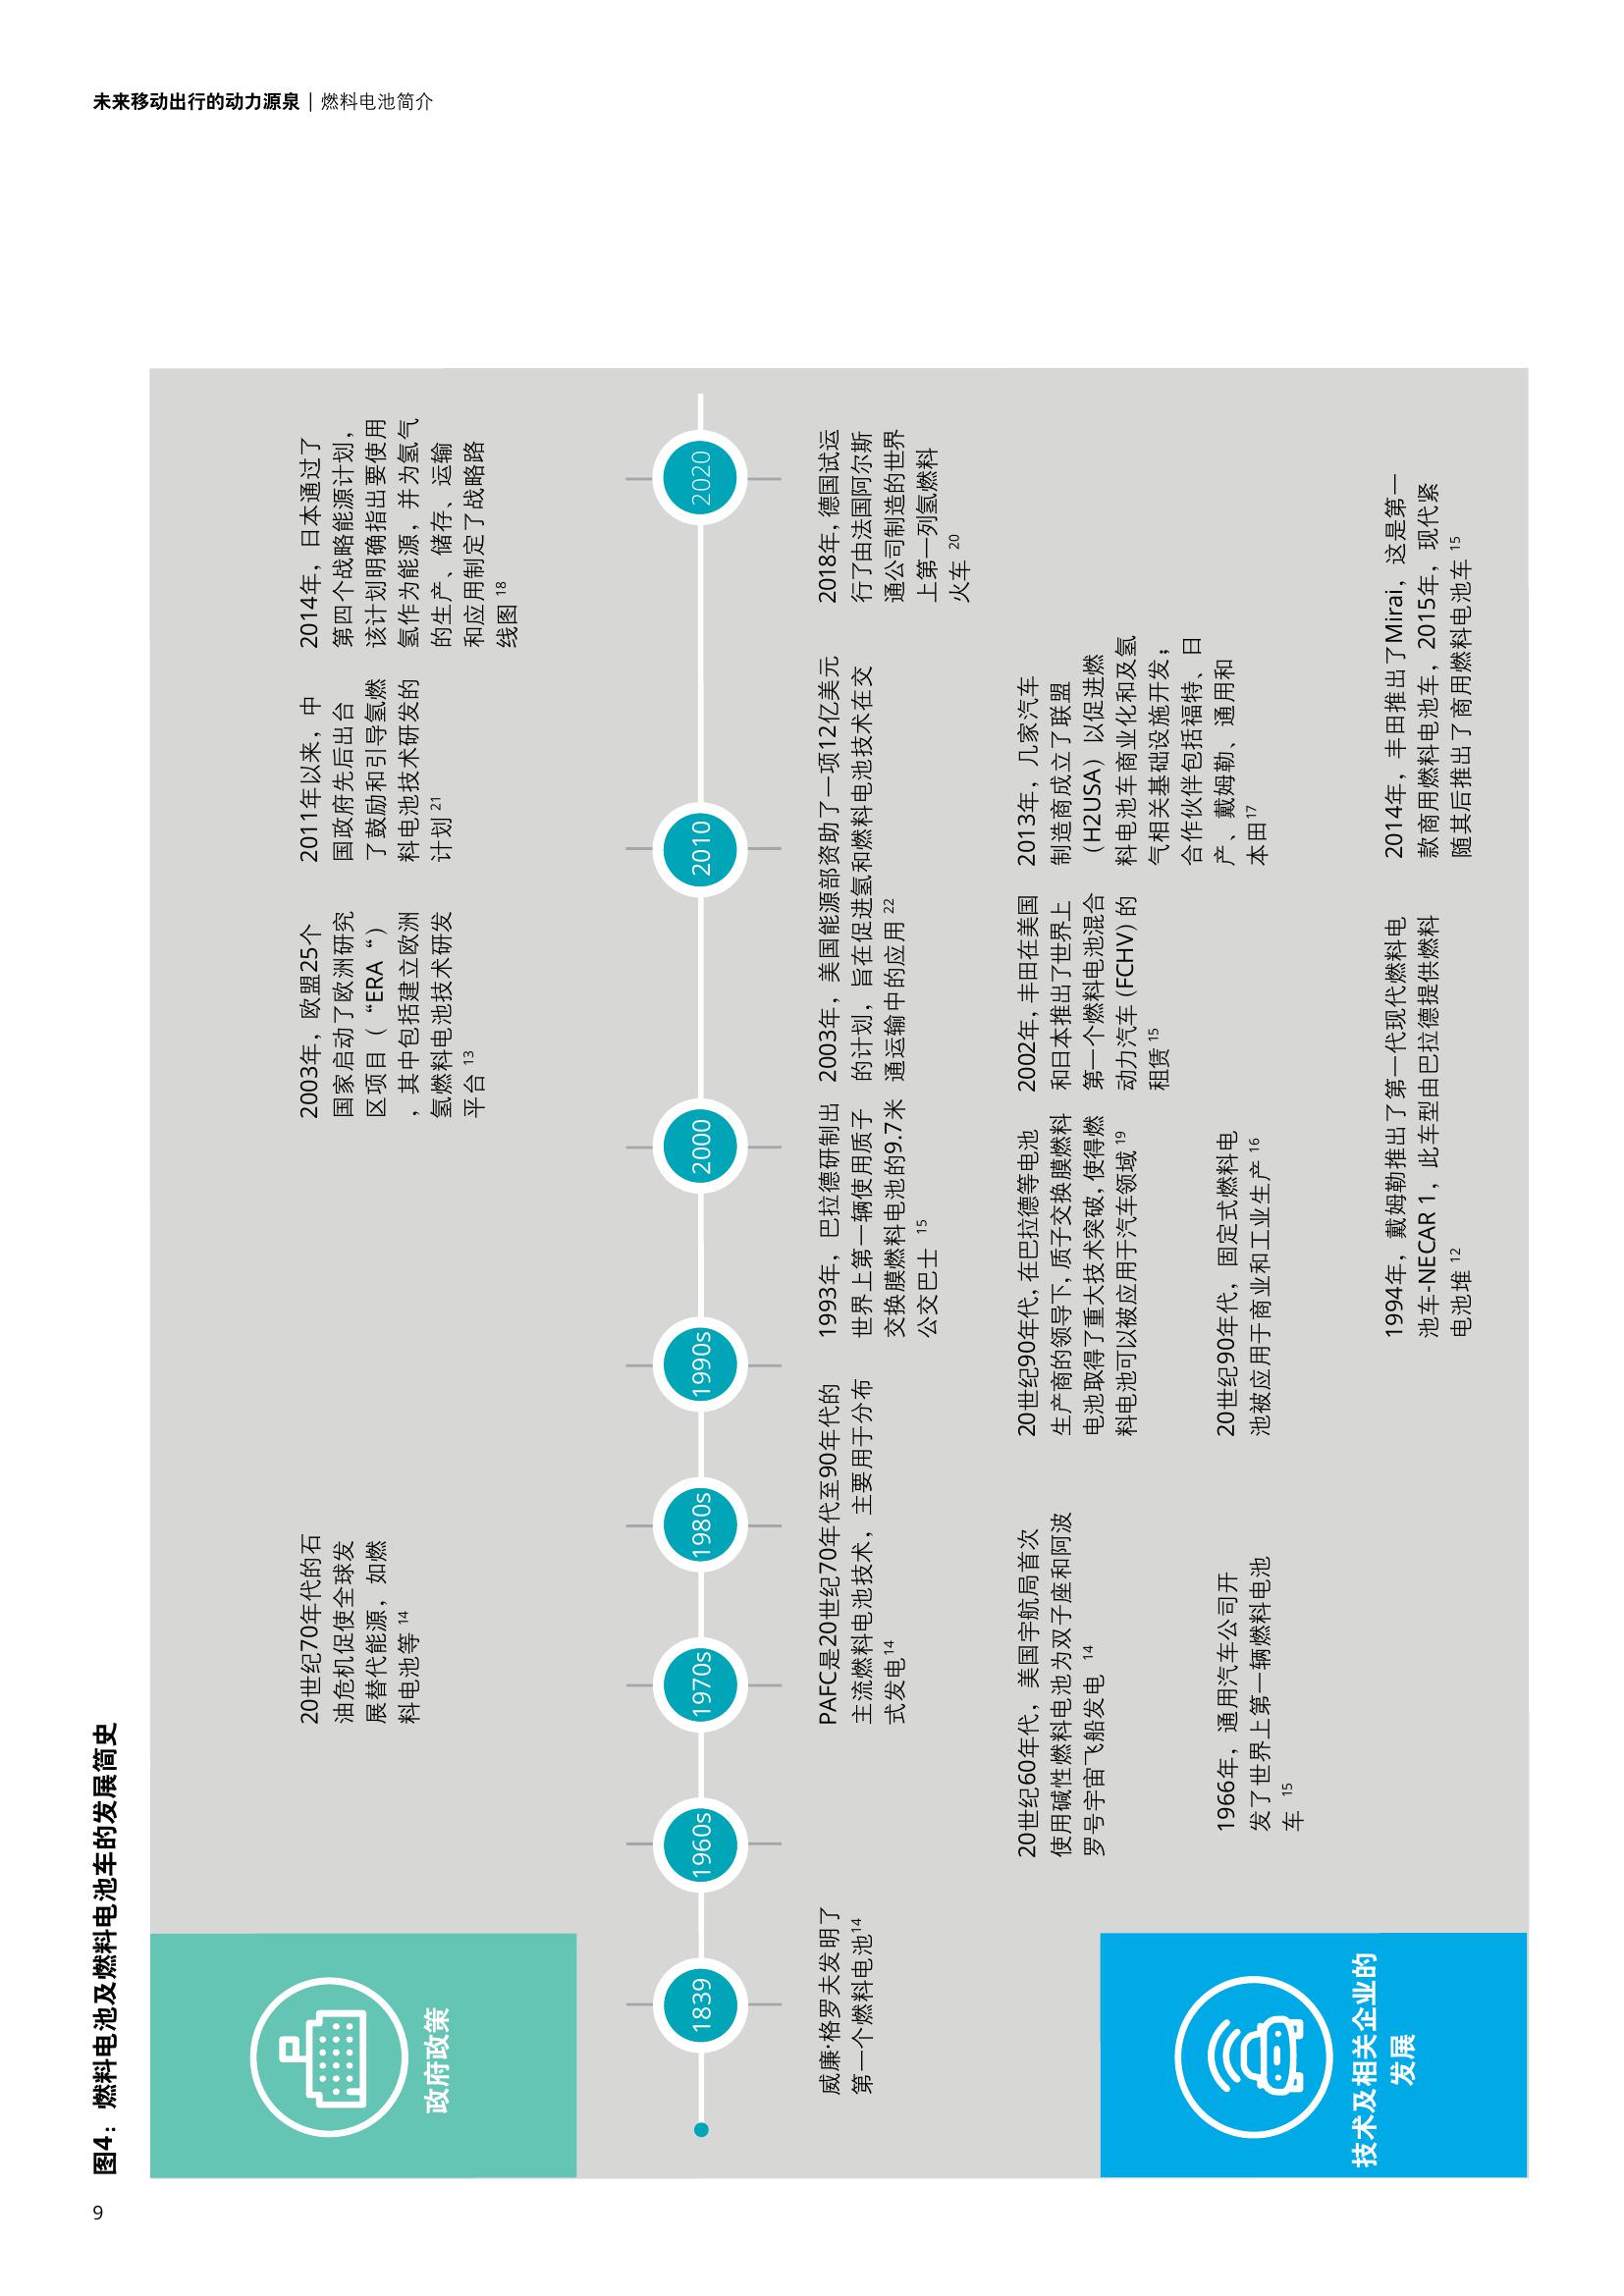 未来移动出行的动力源泉 | 燃料电池简介
图4: 燃料电池及燃料电池车的发展简史
政府政策
20世纪70年代的石
油危机促使全球发
展替代能源，如燃
料电池等 14
2003年，欧盟25个
国家启动了欧洲研究
区项目（ “ERA “）
，其中包括建立欧洲
氢燃料电池技术研发
平台 13
2011年以来，中
国政府先后出台
了鼓励和引导氢燃
料电池技术研发的
计划 21
2014年，日本通过了
第四个战略能源计划，
该计划明确指出要使用
氢作为能源，并为氢气
的生产、储存、运输
和应用制定了战略路
线图 18
1839
1960s
1970s
1980s
1990s
2000
2010
2020
威廉·格罗夫发明了
第一个燃料电池14
PAFC是20世纪70年代至90年代的
主流燃料电池技术，主要用于分布
式发电14
1993年，巴拉德研制出
世界上第一辆使用质子
交换膜燃料电池的9.7米
公交巴士 15
2003年，美国能源部资助了一项12亿美元
的计划，旨在促进氢和燃料电池技术在交
通运输中的应用 22
2018年, 德国试运
行了由法国阿尔斯
通公司制造的世界
上第一列氢燃料
火车 20
20世纪60年代，美国宇航局首次
使用碱性燃料电池为双子座和阿波
罗号宇宙飞船发电 14
20世纪90年代, 在巴拉德等电池
生产商的领导下, 质子交换膜燃料
电池取得了重大技术突破, 使得燃
料电池可以被应用于汽车领域 19
2002年, 丰田在美国
和日本推出了世界上
第一个燃料电池混合
动力汽车 (FCHV) 的
租赁 15
2013年，几家汽车
制造商成立了联盟
（H2USA）以促进燃
料电池车商业化和及氢
气相关基础设施开发；
合作伙伴包括福特、日
产、戴姆勒、通用和
本田17
1966年，通用汽车公司开
发了世界上第一辆燃料电池
车 15
20世纪90年代，固定式燃料电
池被应用于商业和工业生产 16
技术及相关企业的
发展
1994年，戴姆勒推出了第一代现代燃料电
池车-NECAR 1，此车型由巴拉德提供燃料
电池堆 12
2014年，丰田推出了Mirai，这是第一
款商用燃料电池车，2015年，现代紧
随其后推出了商用燃料电池车 15
9